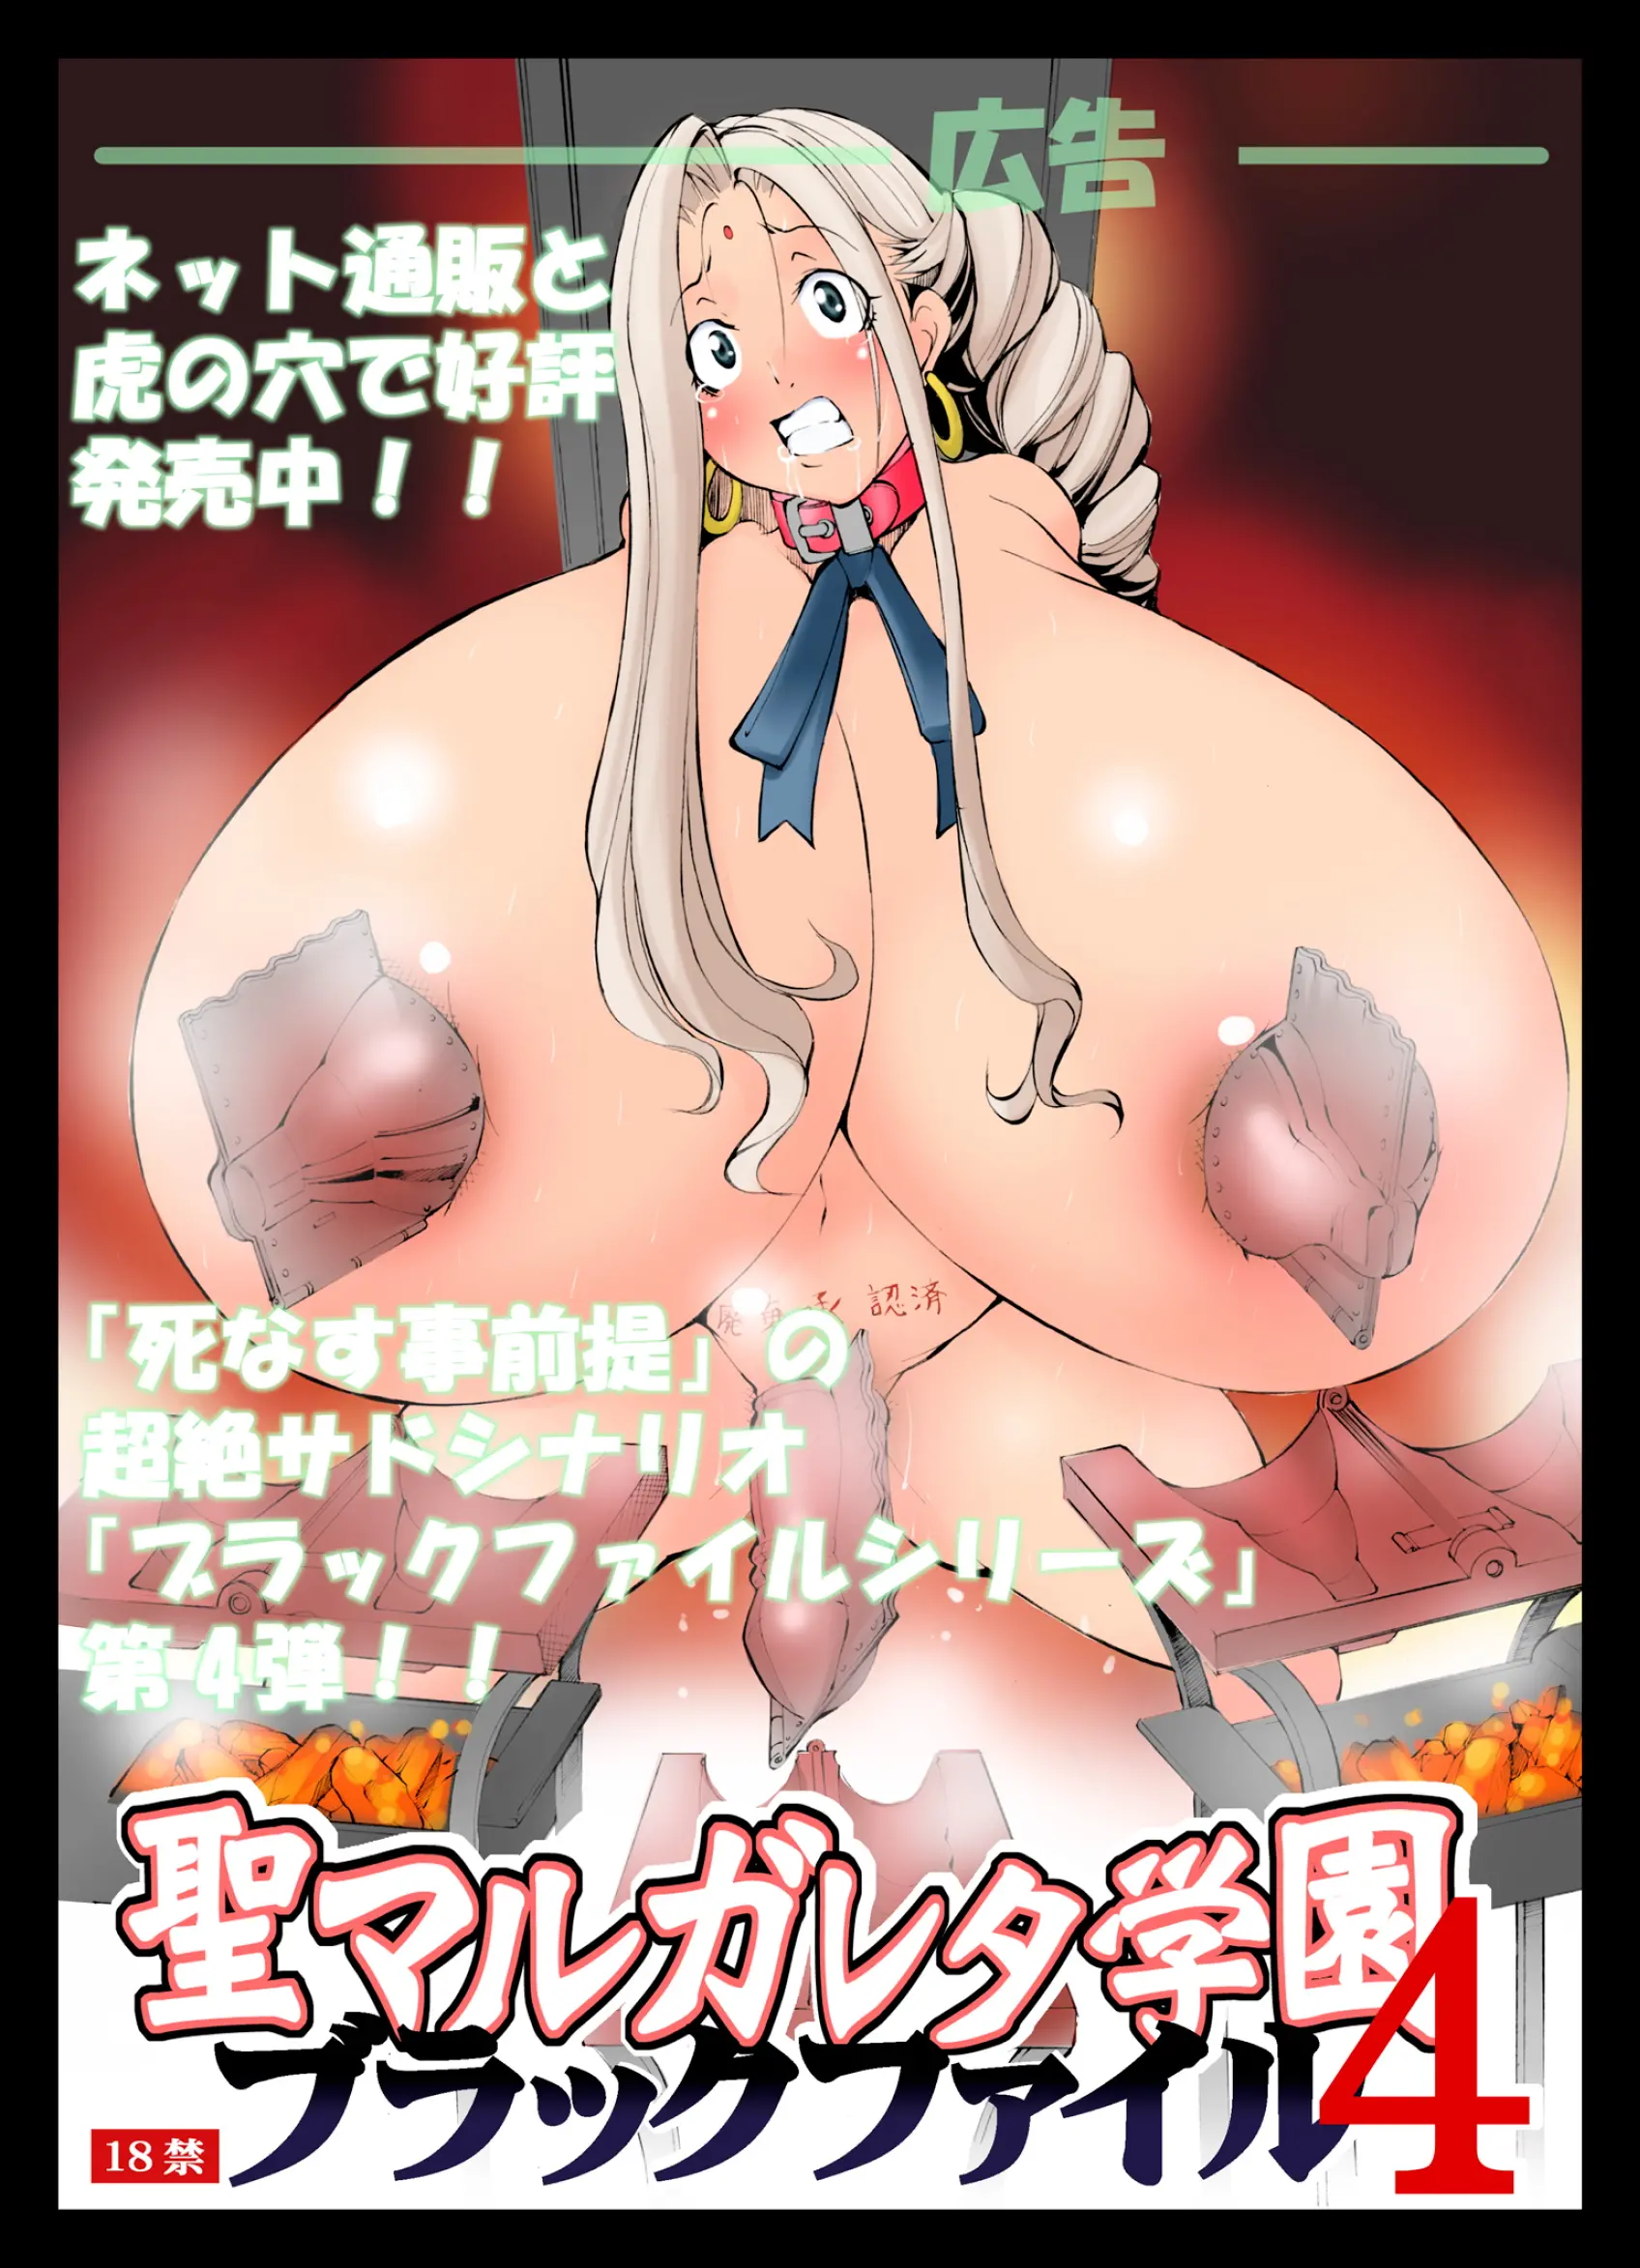 広告
ネット通販と
虎の穴で好評
発売中！！
認済
「死なす事前提」の
超絶サドシナリオ
「ブラックファイルシリーズ」
第4弾！！
聖マルガレタ学園
ブラックファイル4
18禁